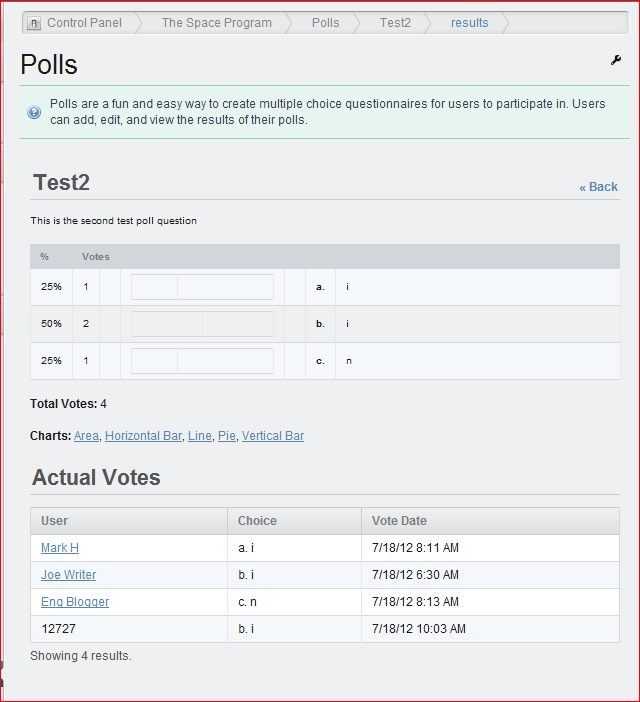 Control Panel The Space Program Polls Test2 results
Polls
Polls are a fun and easy way to create multiple choice questionnaires for users to participate in. Users
can add, edit, and view the results of their polls.
Test2
« Back
This is the second test poll question
% Votes
25% 1 a. i
50% 2 b. i
25% 1 c. n
Total Votes: 4
Charts: Area, Horizontal Bar, Line, Pie, Vertical Bar
Actual Votes
User Choice Vote Date
Mark H a. i 7/18/12 8:11 AM
Joe Writer b. i 7/18/12 6:30 AM
Eng Blogger c. n 7/18/12 8:13 AM
12727 b. i 7/18/12 10:03 AM
Showing 4 results.